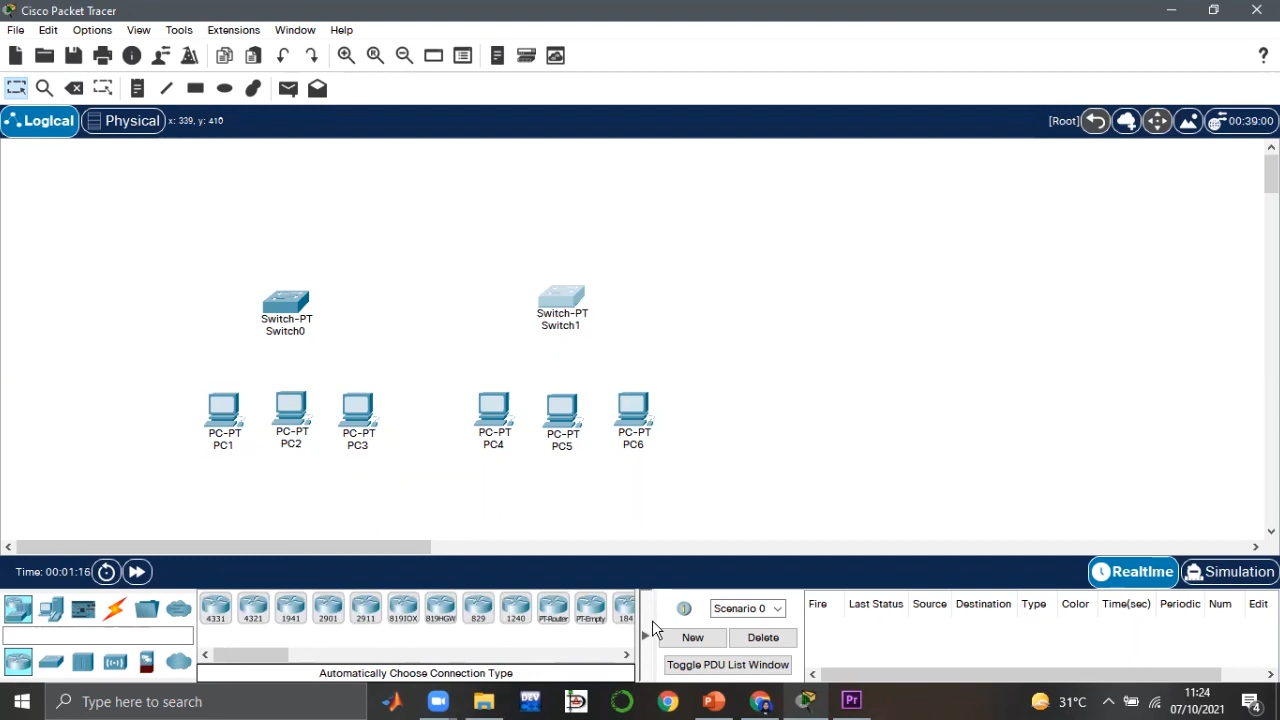 Cisco Packet Tracer
File Edit Options View Tools Extensions Window Help
Logical Physical x: 339, y: 410 [Root] 00:39:00
Switch-PT
Switch0
Switch-PT
Switch1
PC-PT
PC1
PC-PT
PC2
PC-PT
PC3
PC-PT
PC4
PC-PT
PC5
PC-PT
PC6
Time: 00:01:16 Realtime Simulation
4331 4321 1941 2901 2911 819IOX 819HGW 829 1240 PT-Router PT-Empty 184
Automatically Choose Connection Type
Scenario 0
New Delete
Toggle PDU List Window
Fire Last Status Source Destination Type Color Time(sec) Periodic Num Edit
Type here to search
DEV
Pr
31°C
11:24
07/10/2021
4